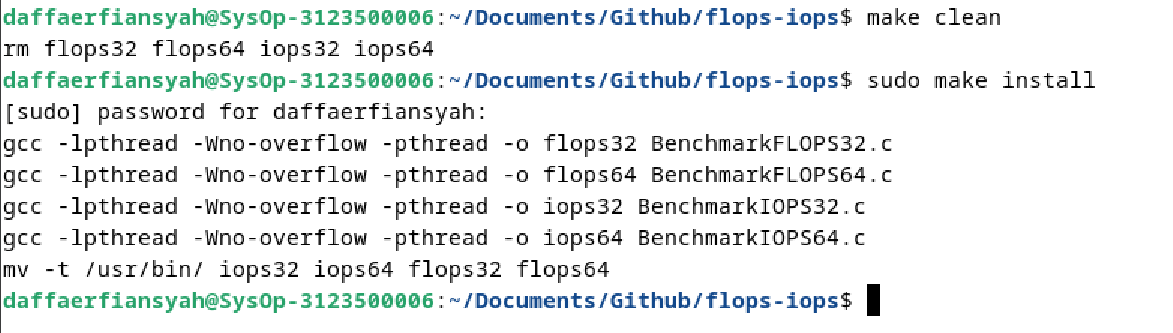 daffaerfiansyah@SysOp-3123500006:~/Documents/Github/flops-iops$ make clean
rm flops32 flops64 iops32 iops64
daffaerfiansyah@SysOp-3123500006:~/Documents/Github/flops-iops$ sudo make install
[sudo] password for daffaerfiansyah:
gcc -lpthread -Wno-overflow -pthread -o flops32 BenchmarkFLOPS32.c
gcc -lpthread -Wno-overflow -pthread -o flops64 BenchmarkFLOPS64.c
gcc -lpthread -Wno-overflow -pthread -o iops32 BenchmarkIOPS32.c
gcc -lpthread -Wno-overflow -pthread -o iops64 BenchmarkIOPS64.c
mv -t /usr/bin/ iops32 iops64 flops32 flops64
daffaerfiansyah@SysOp-3123500006:~/Documents/Github/flops-iops$